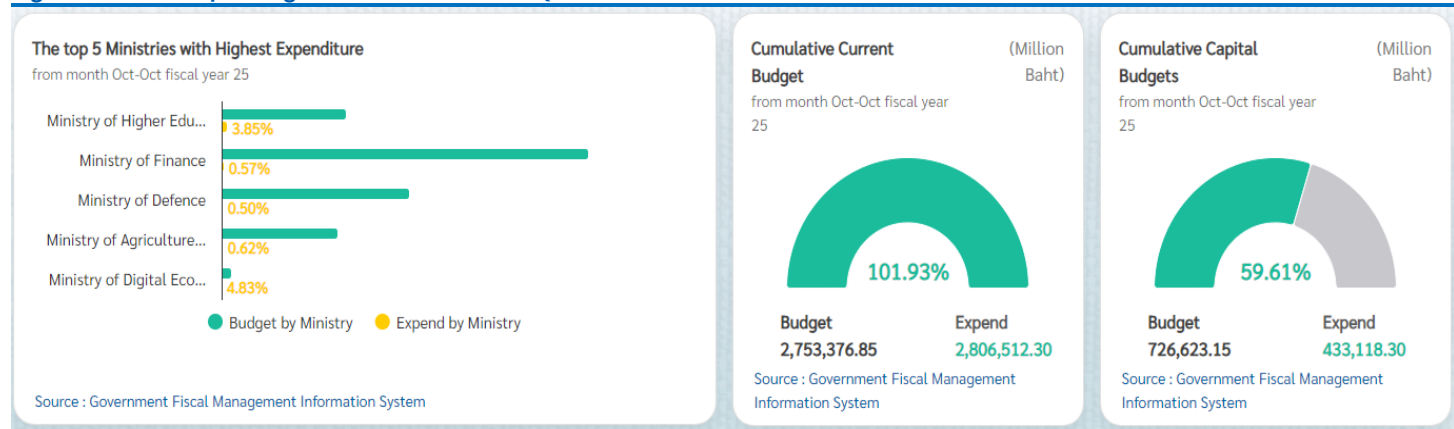 The top 5 Ministries with Highest Expenditure
from month Oct-Oct fiscal year 25
Ministry of Higher Edu...
3.85%
Ministry of Finance
0.57%
Ministry of Defence
0.50%
Ministry of Agriculture...
0.62%
Ministry of Digital Eco...
4.83%
Budget by Ministry
Expend by Ministry
Source : Government Fiscal Management Information System
Cumulative Current
Budget
(Million
Baht)
from month Oct-Oct fiscal year
25
101.93%
Budget
Expend
2,753,376.85
2,806,512.30
Source : Government Fiscal Management
Information System
Cumulative Capital
Budgets
(Million
Baht)
from month Oct-Oct fiscal year
25
59.61%
Budget
Expend
726,623.15
433,118.30
Source : Government Fiscal Management
Information System